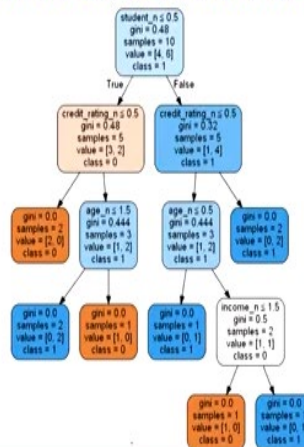 student_n ≤ 0.5
gini = 0.48
samples = 10
value = [4, 6]
class = 1
True
False
credit_rating_n ≤ 0.5
gini = 0.48
samples = 5
value = [3, 2]
class = 0
credit_rating_n ≤ 0.5
gini = 0.32
samples = 5
value = [1, 4]
class = 1
gini = 0.0
samples = 2
value = [2, 0]
class = 0
age_n ≤ 1.5
gini = 0.444
samples = 3
value = [1, 2]
class = 1
age_n ≤ 0.5
gini = 0.444
samples = 3
value = [1, 2]
class = 1
gini = 0.0
samples = 2
value = [0, 2]
class = 1
gini = 0.0
samples = 2
value = [0, 2]
class = 1
gini = 0.0
samples = 1
value = [1, 0]
class = 0
gini = 0.0
samples = 1
value = [0, 1]
class = 1
income_n ≤ 1.5
gini = 0.5
samples = 2
value = [1, 1]
class = 0
gini = 0.0
samples = 1
value = [1, 0]
class = 0
gini = 0.0
samples = 1
value = [0,
class = 1